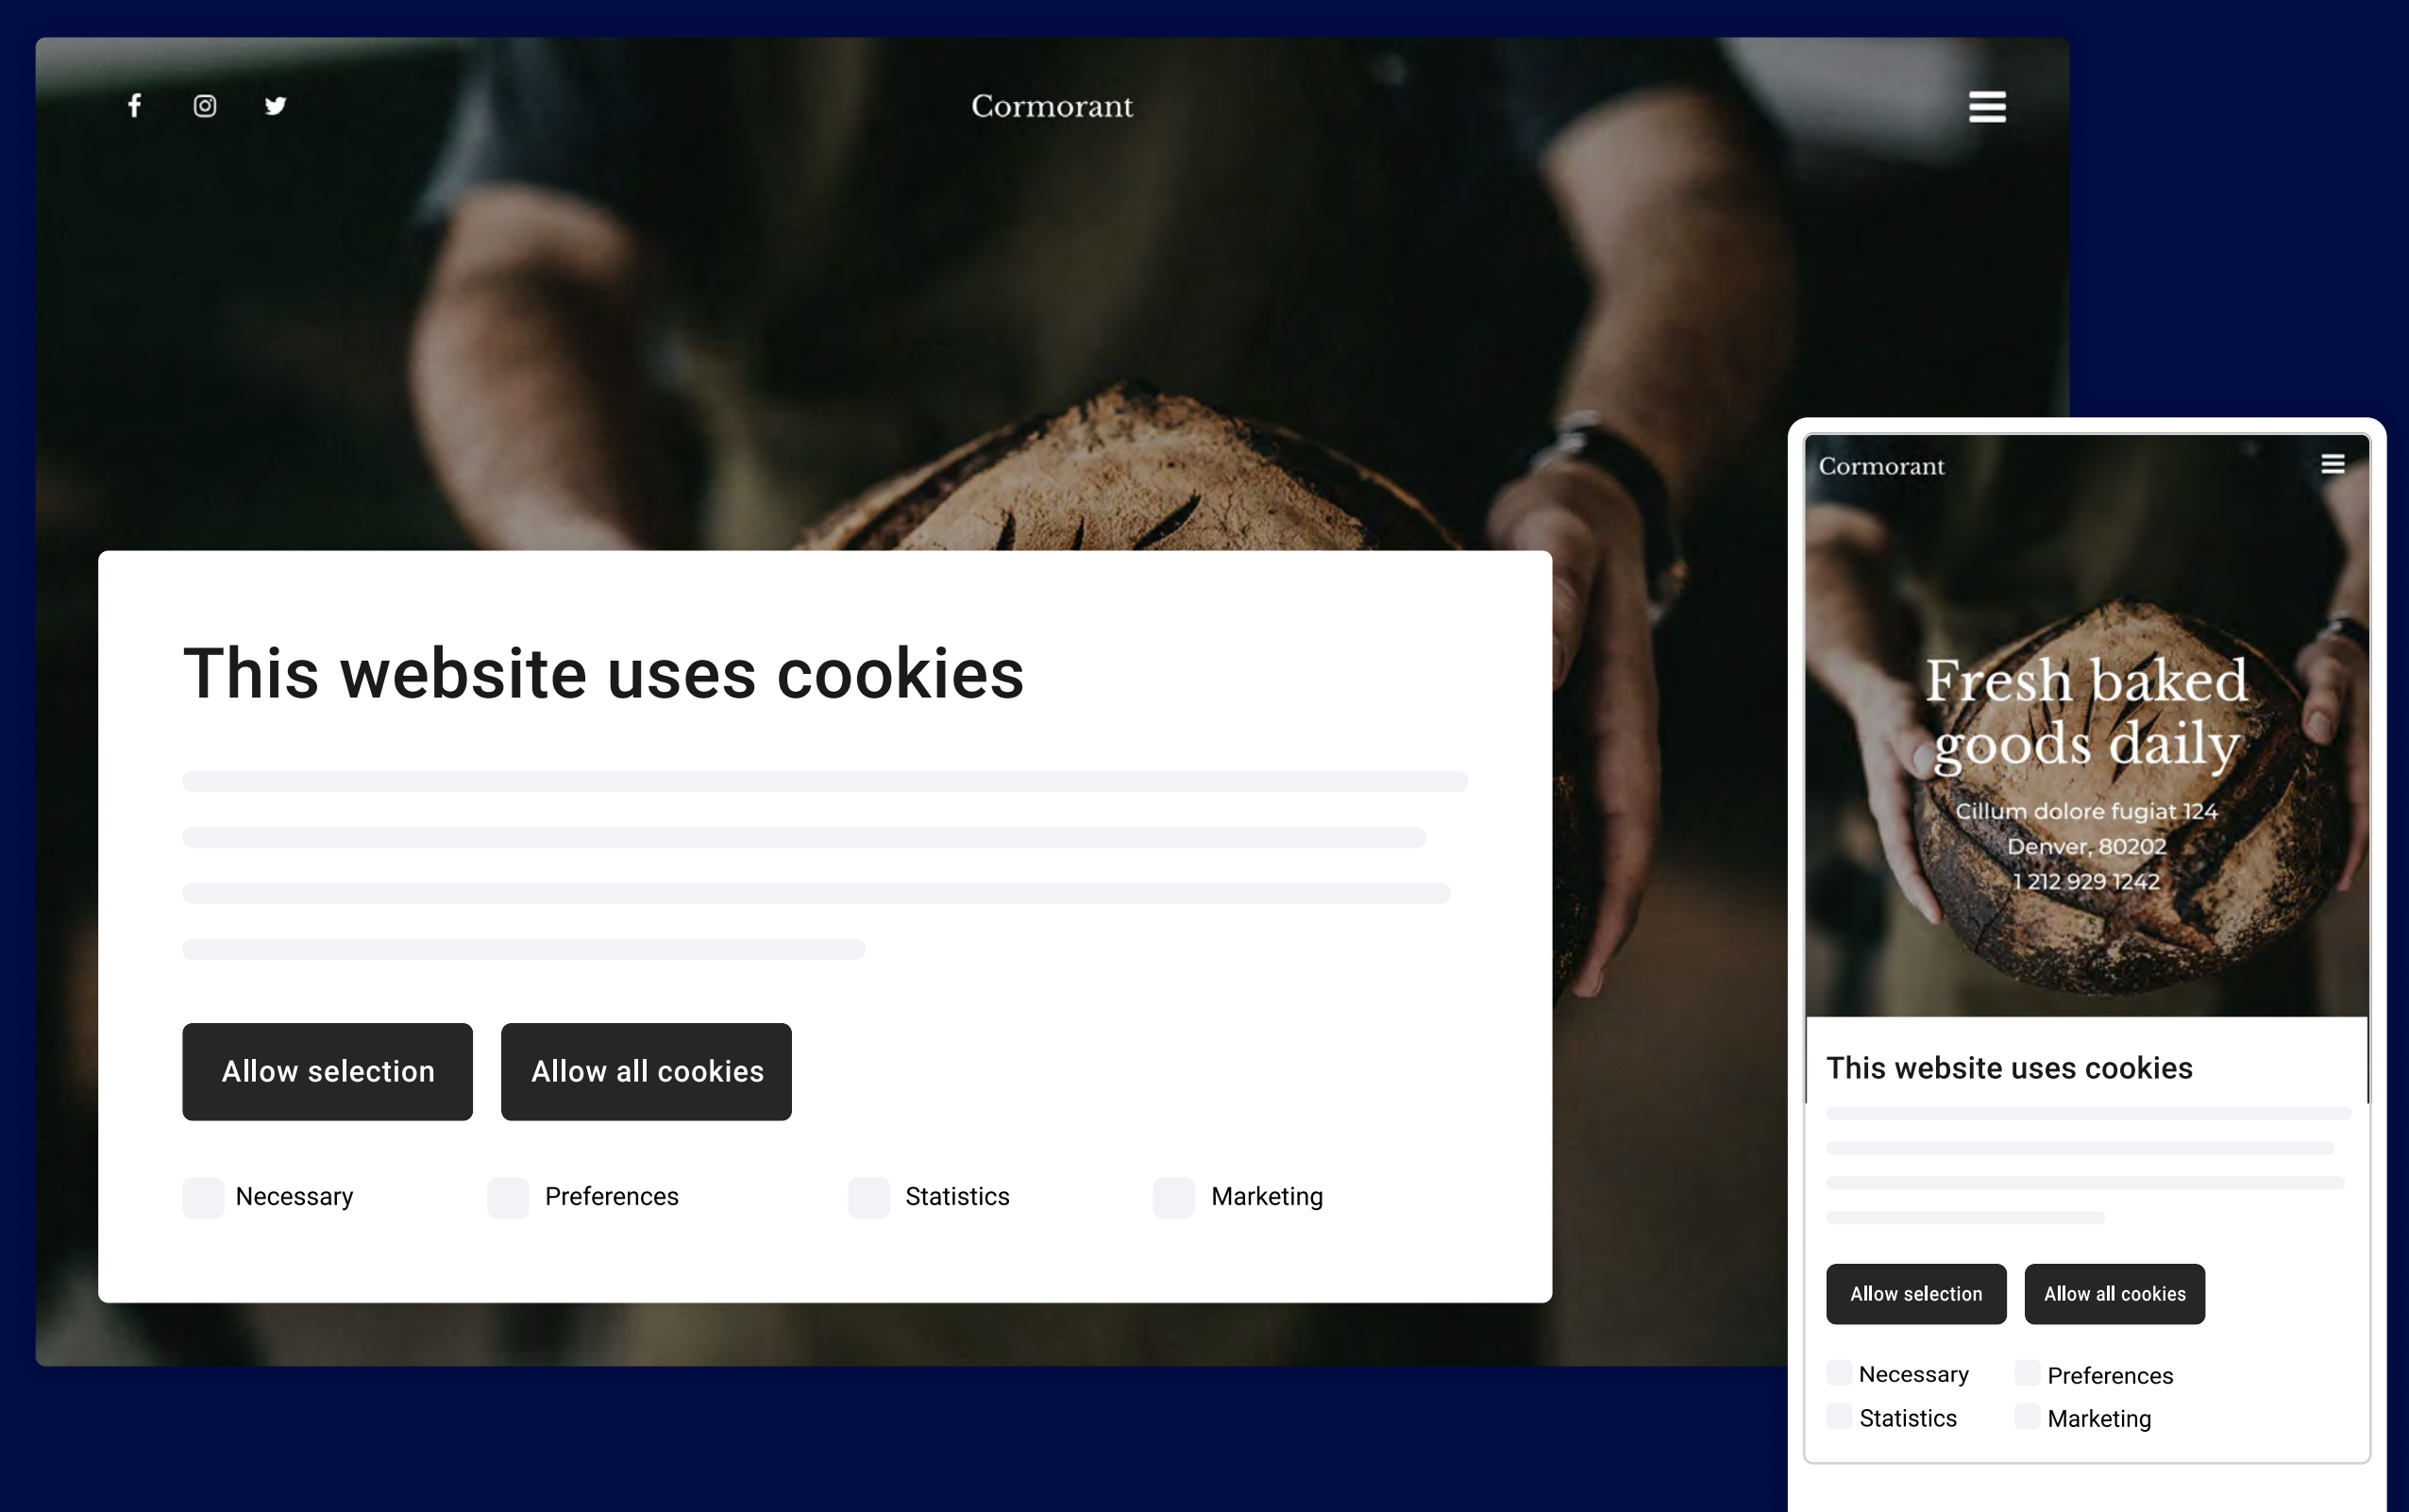 Cormorant
This website uses cookies
Allow selection
Allow all cookies
Necessary
Preferences
Statistics
Marketing
Cormorant
Fresh baked
goods daily
Cillum dolore fugiat 124
Denver, 80202
1 212 929 1242
This website uses cookies
Allow selection
Allow all cookies
Necessary
Preferences
Statistics
Marketing